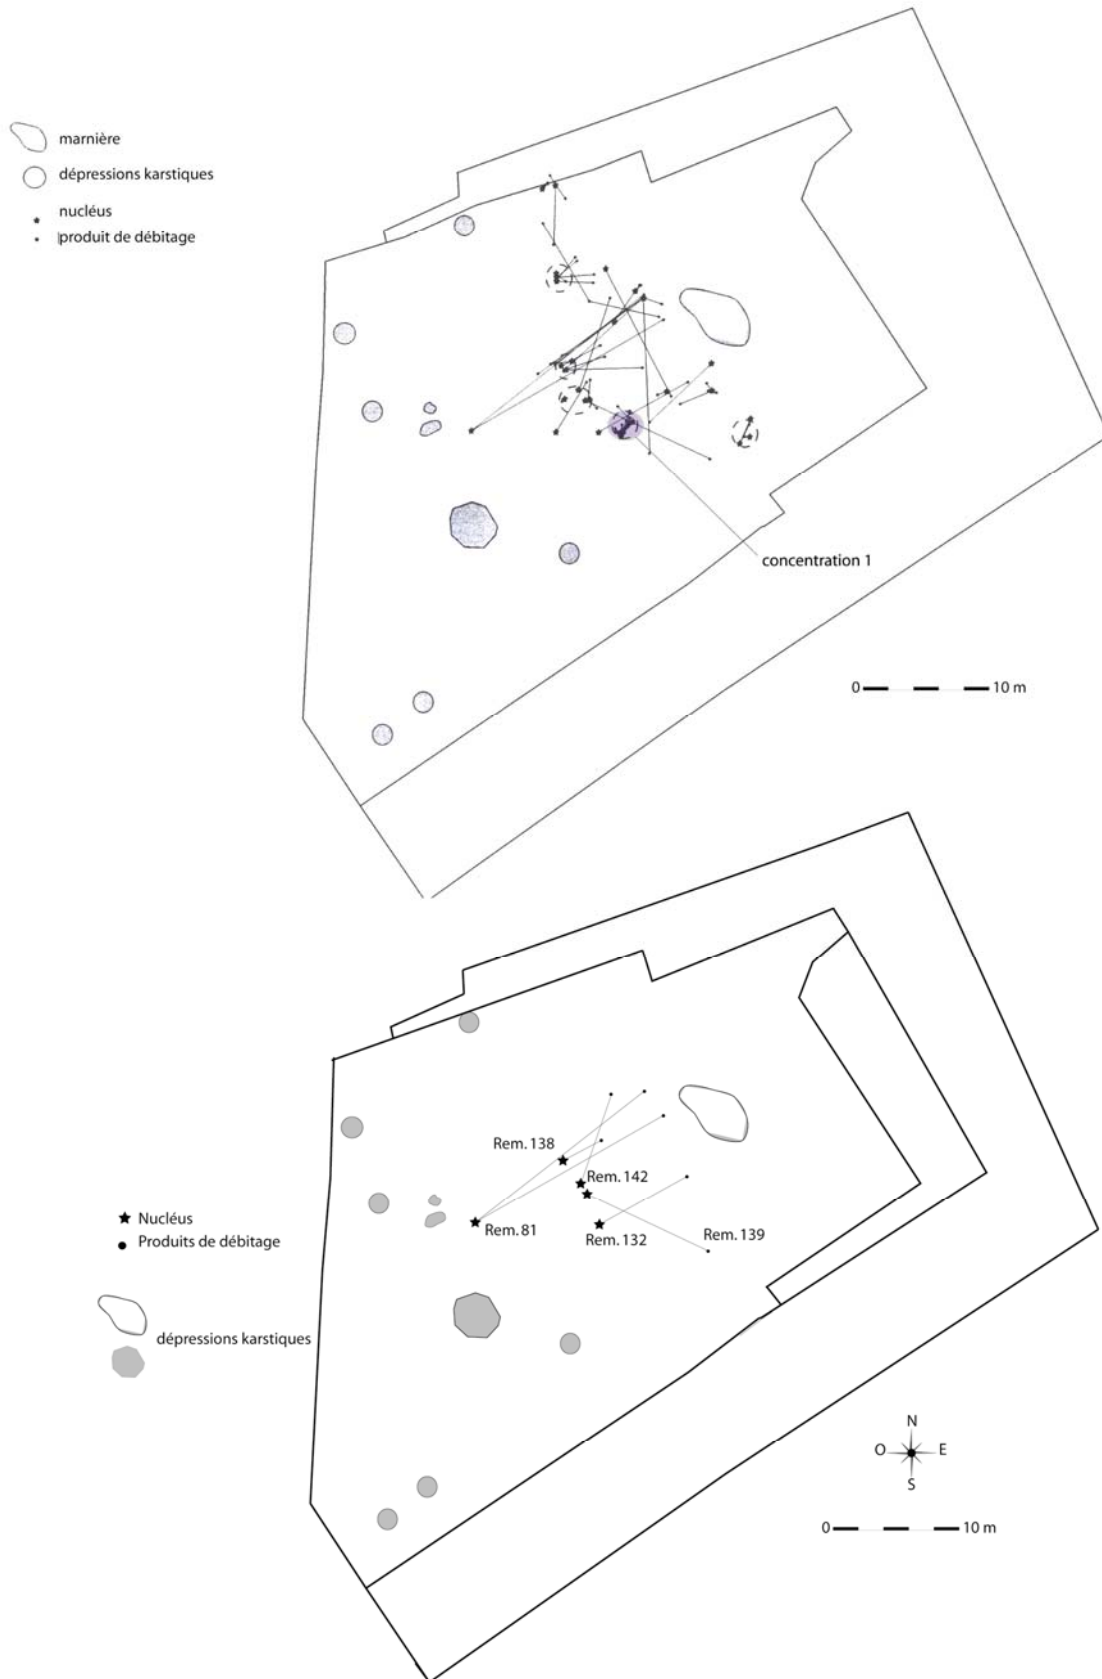 marnière
dépressions karstiques
nucléus
produit de débitage
concentration 1
0 10 m
Rem. 138
Rem. 142
Rem. 81
Rem. 132
Rem. 139
Nucléus
Produits de débitage
dépressions karstiques
N
O E
S
0 10 m